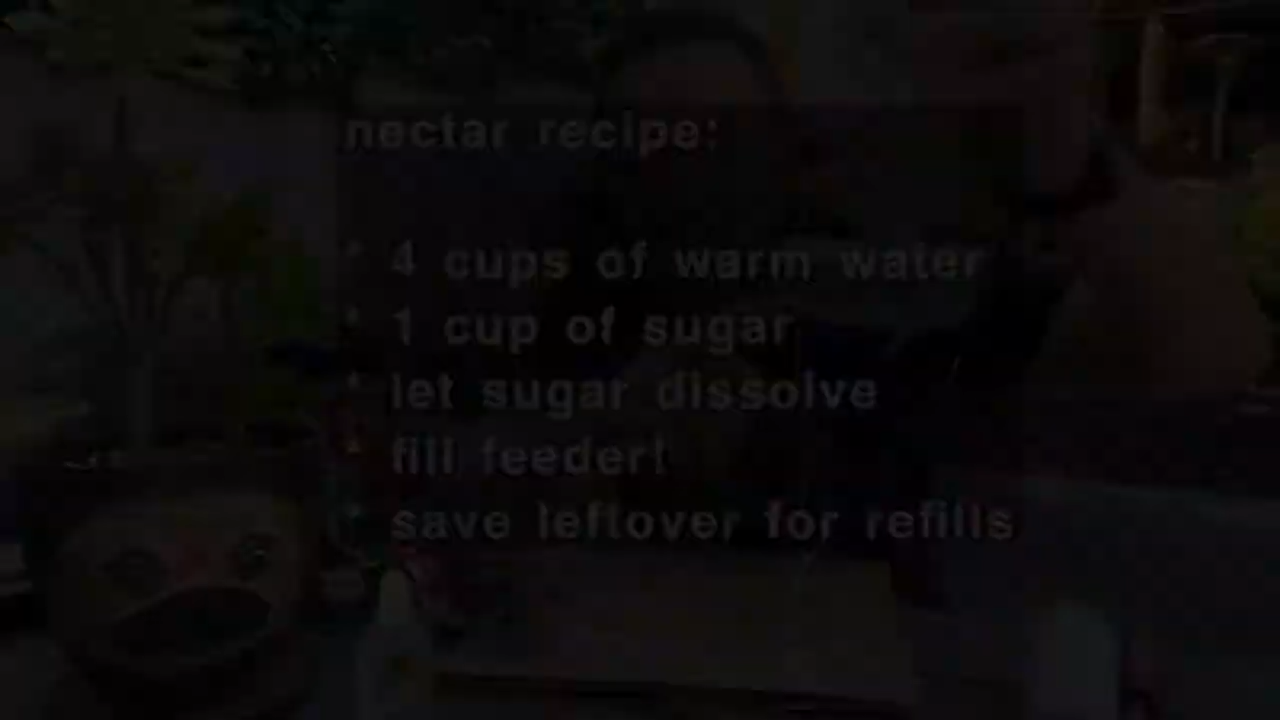 nectar recipe:
* 4 cups of warm water
* 1 cup of sugar
* let sugar dissolve
fill feeder!
save leftover for refills